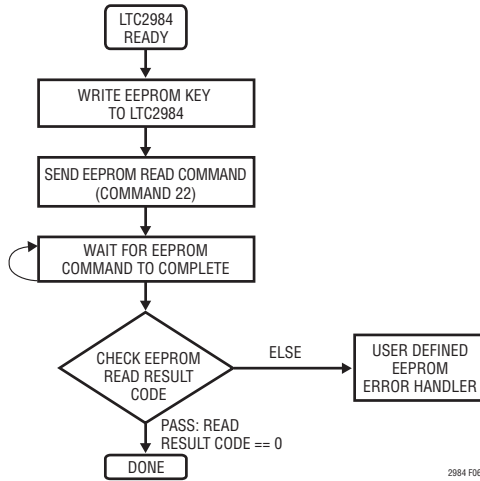 LTC2984
READY
WRITE EEPROM KEY
TO LTC2984
SEND EEPROM READ COMMAND
(COMMAND 22)
WAIT FOR EEPROM
COMMAND TO COMPLETE
CHECK EEPROM
READ RESULT
CODE
ELSE
USER DEFINED
EEPROM
ERROR HANDLER
PASS: READ
RESULT CODE == 0
DONE
2984 F06